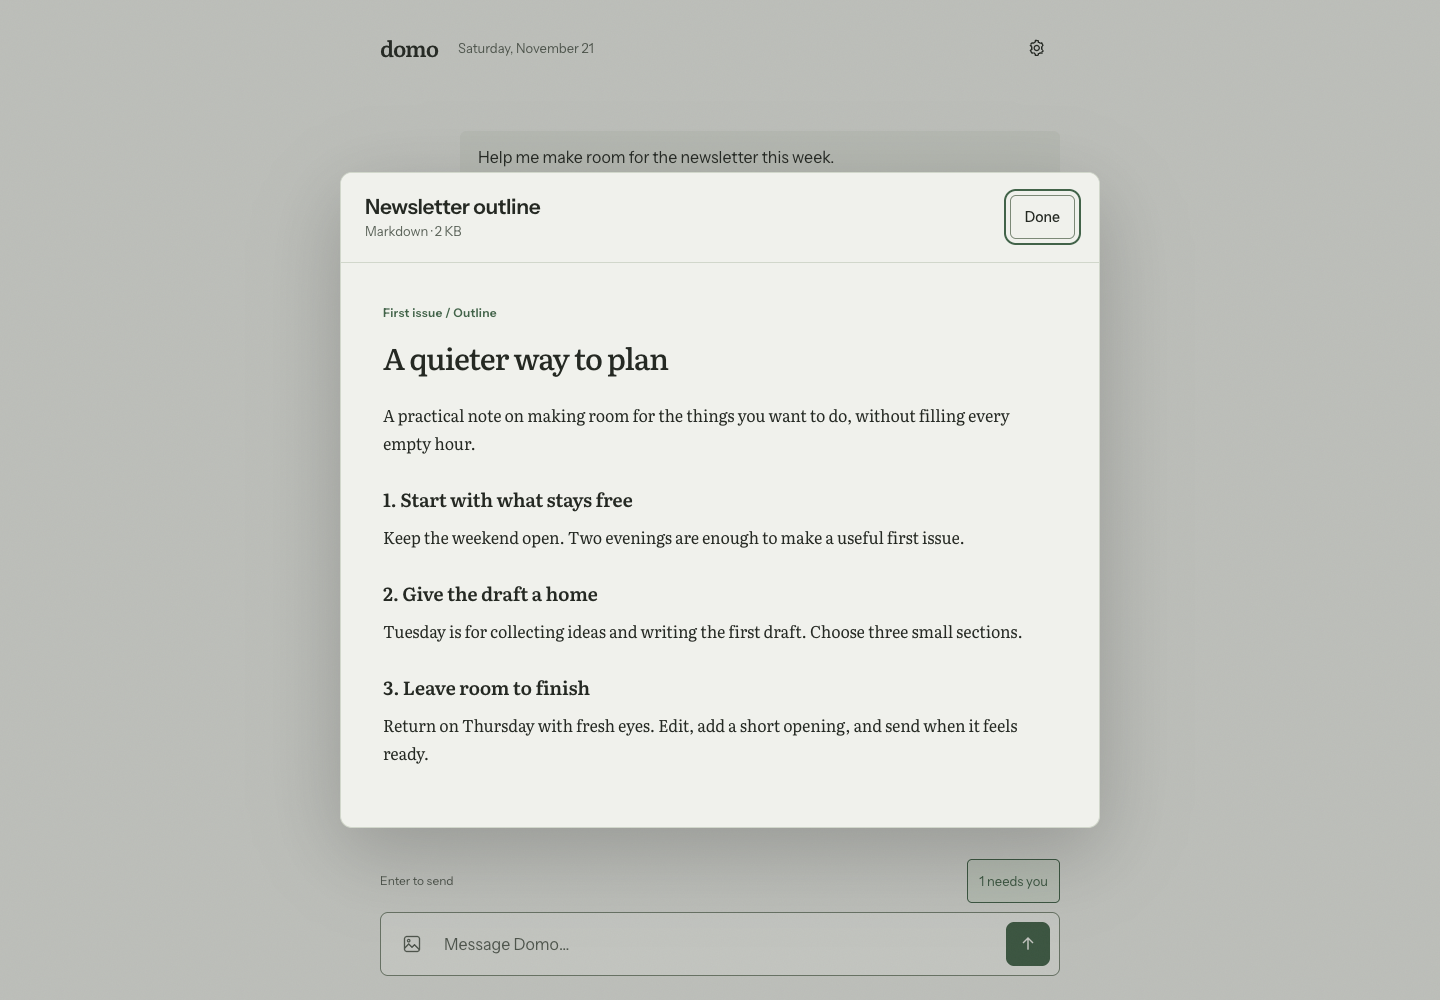 domo Saturday, November 21
Help me make room for the newsletter this week.
Newsletter outline
Markdown · 2 KB
Done
First issue / Outline
A quieter way to plan
A practical note on making room for the things you want to do, without filling every
empty hour.
1. Start with what stays free
Keep the weekend open. Two evenings are enough to make a useful first issue.
2. Give the draft a home
Tuesday is for collecting ideas and writing the first draft. Choose three small sections.
3. Leave room to finish
Return on Thursday with fresh eyes. Edit, add a short opening, and send when it feels
ready.
Enter to send
1 needs you
Message Domo...